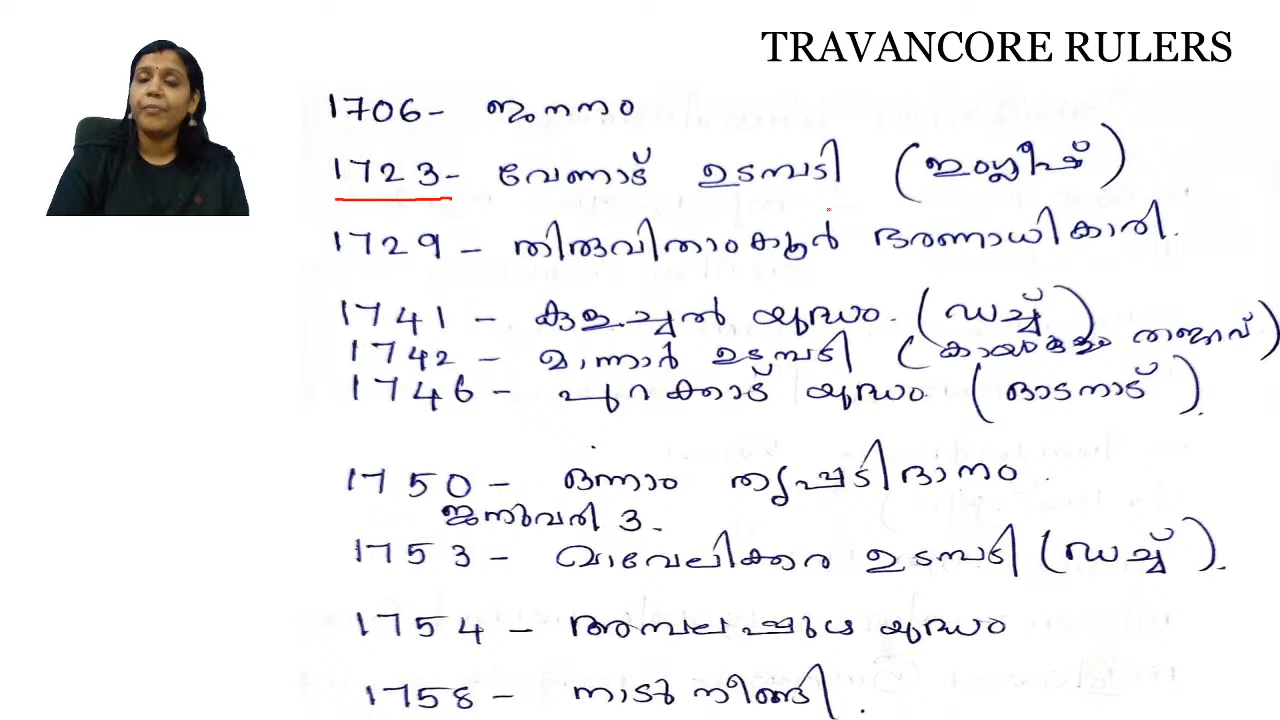 TRAVANCORE RULERS
1706 - ജനനം
1723 - വേണാട് ഉടമ്പടി (ഇംഗ്ലീഷ്)
1729 - തിരുവിതാംകൂർ ഭരണാധികാരി.
1741 - കുളച്ചൽ യുദ്ധം. (ഡച്ച്)
1742 - മാന്നാർ ഉടമ്പടി (കായംകുളം രാജാവ്)
1746 - പുറക്കാട് യുദ്ധം (ഓടനാട്).
1750 - ഒന്നാം തൃപ്പടിദാനം.
ജനുവരി 3.
1753 - മാവേലിക്കര ഉടമ്പടി (ഡച്ച്).
1754 - അമ്പലപ്പുഴ യുദ്ധം
1758 - നാടുനീങ്ങി.